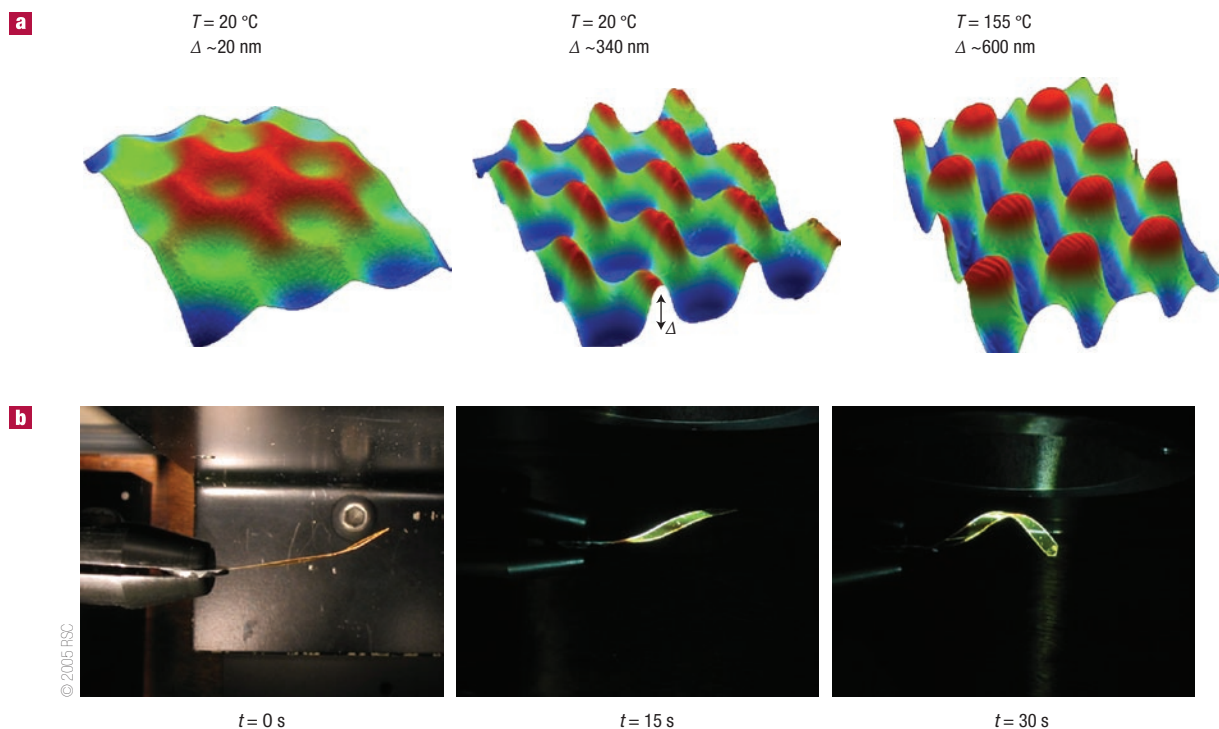 a
T = 20 °C
Δ ~20 nm
T = 20 °C
Δ ~340 nm
T = 155 °C
Δ ~600 nm
Δ
b
© 2005 RSC
t = 0 s
t = 15 s
t = 30 s